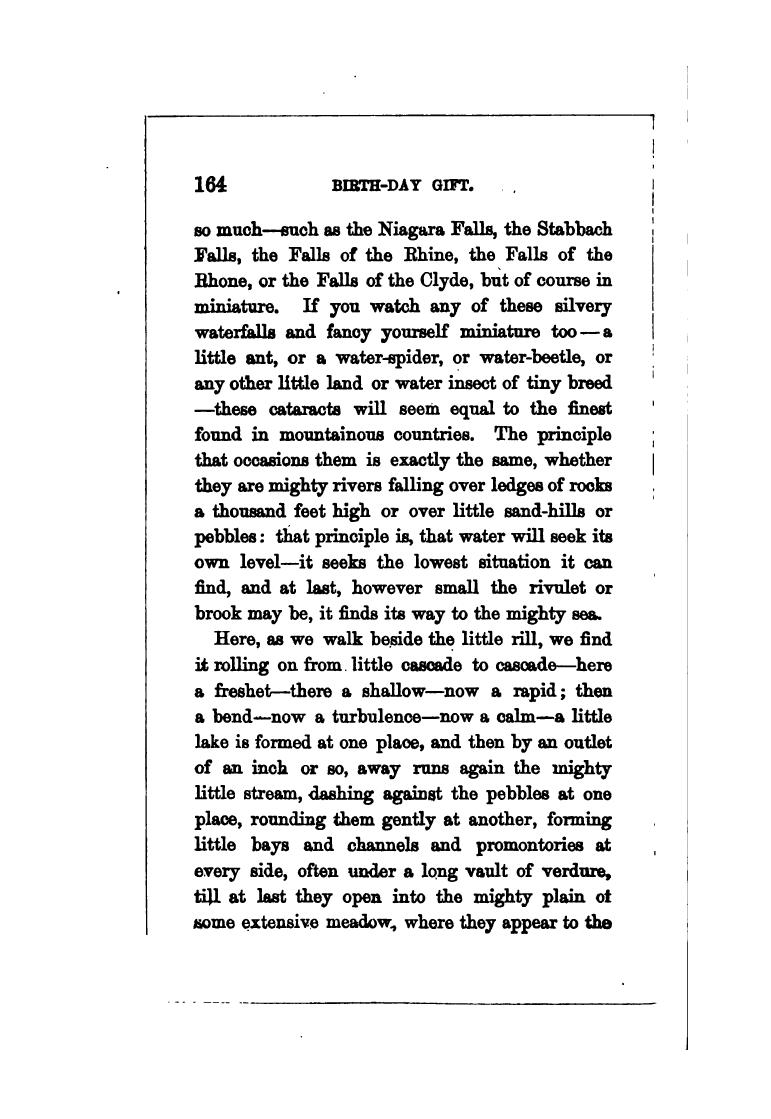 164 BIRTH-DAY GIFT.
so much—such as the Niagara Falls, the Stabbach
Falls, the Falls of the Rhine, the Falls of the
Rhone, or the Falls of the Clyde, but of course in
miniature. If you watch any of these silvery
waterfalls and fancy yourself miniature too—a
little ant, or a water-spider, or water-beetle, or
any other little land or water insect of tiny breed
—these cataracts will seem equal to the finest
found in mountainous countries. The principle
that occasions them is exactly the same, whether
they are mighty rivers falling over ledges of rocks
a thousand feet high or over little sand-hills or
pebbles: that principle is, that water will seek its
own level—it seeks the lowest situation it can
find, and at last, however small the rivulet or
brook may be, it finds its way to the mighty sea.
Here, as we walk beside the little rill, we find
it rolling on from little cascade to cascade—here
a freshet—there a shallow—now a rapid; then
a bend—now a turbulence—now a calm—a little
lake is formed at one place, and then by an outlet
of an inch or so, away runs again the mighty
little stream, dashing against the pebbles at one
place, rounding them gently at another, forming
little bays and channels and promontories at
every side, often under a long vault of verdure,
till at last they open into the mighty plain of
some extensive meadow, where they appear to the